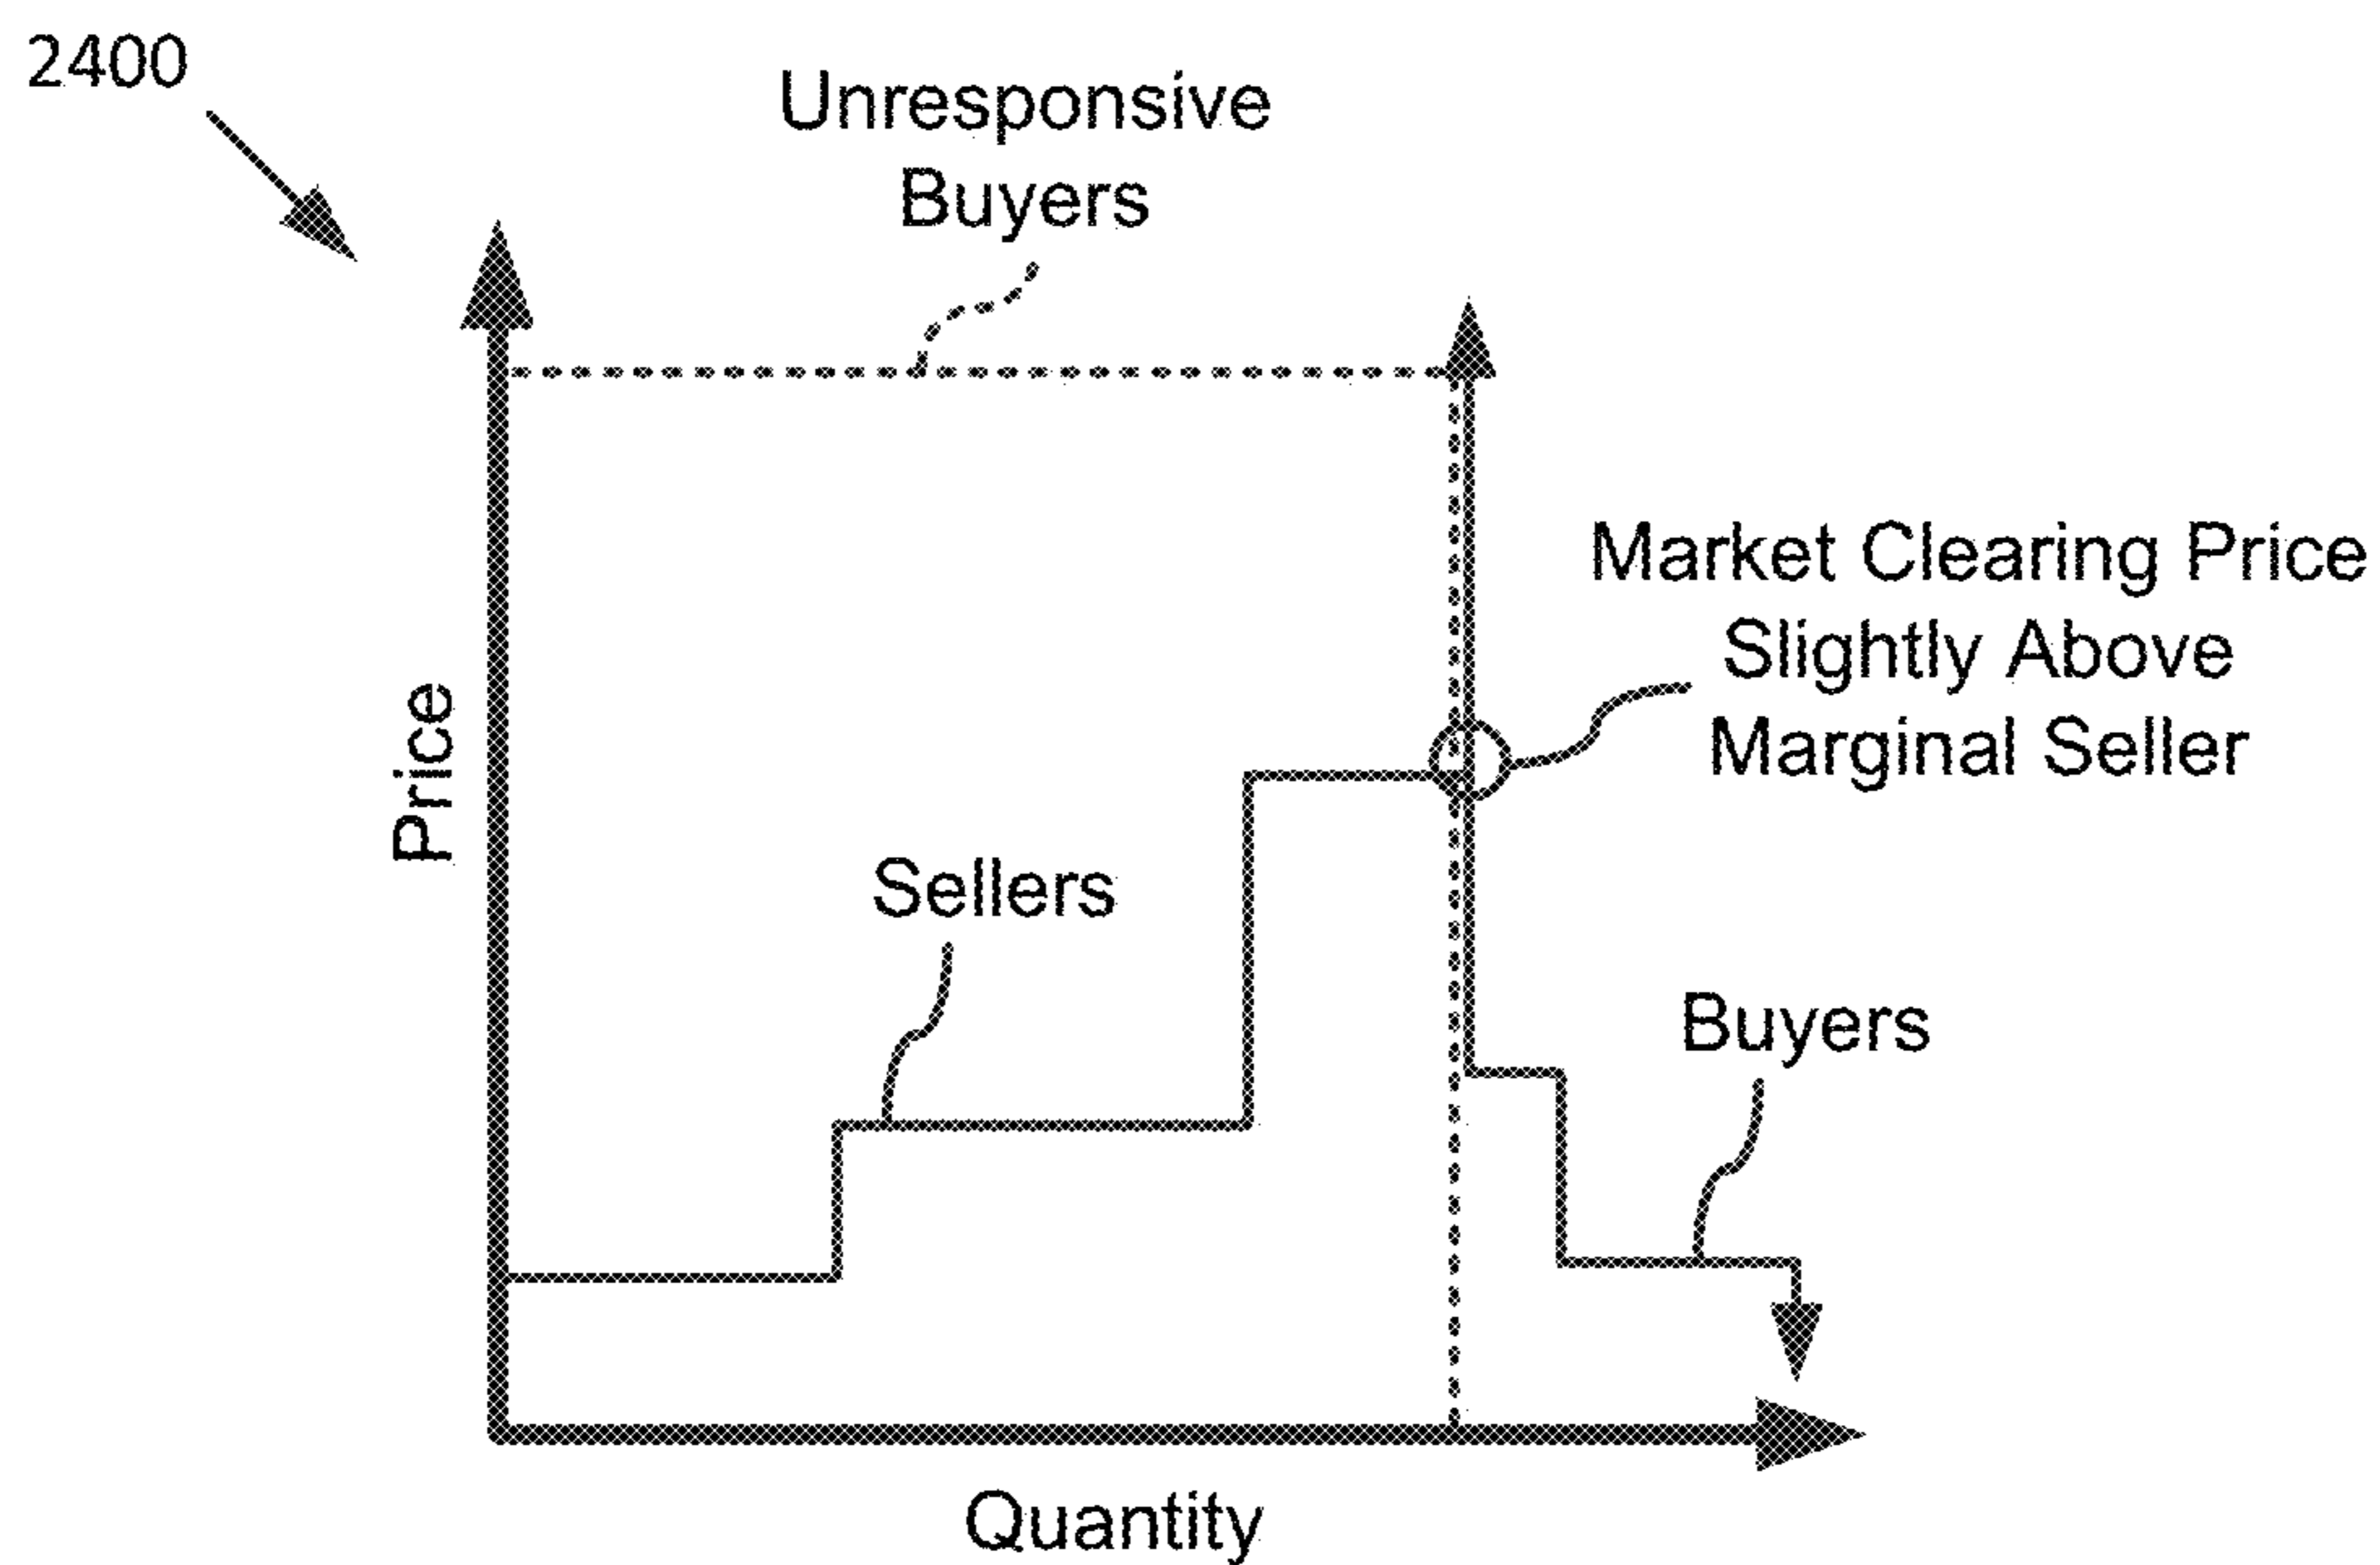 2400
Unresponsive
Buyers
Market Clearing Price
Slightly Above
Marginal Seller
Price
Sellers
Buyers
Quantity